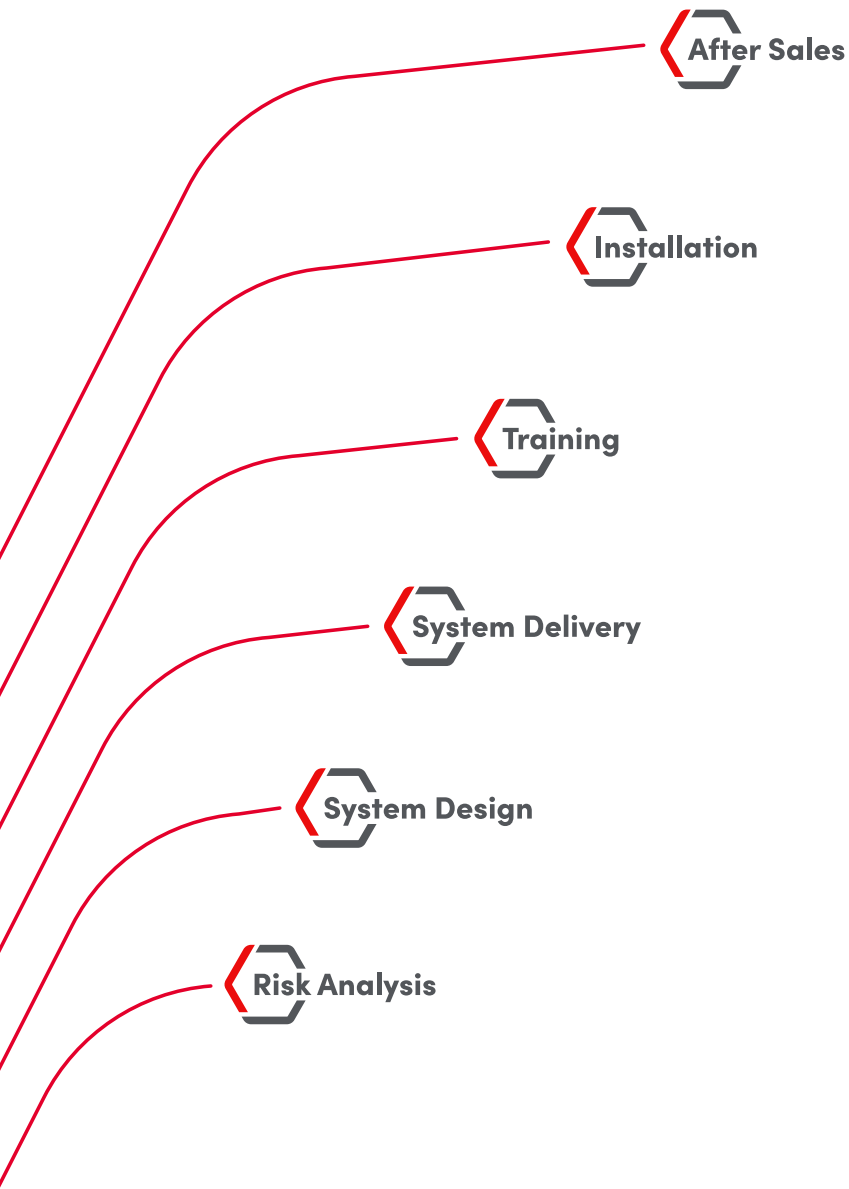 After Sales
Installation
Training
System Delivery
System Design
Risk Analysis